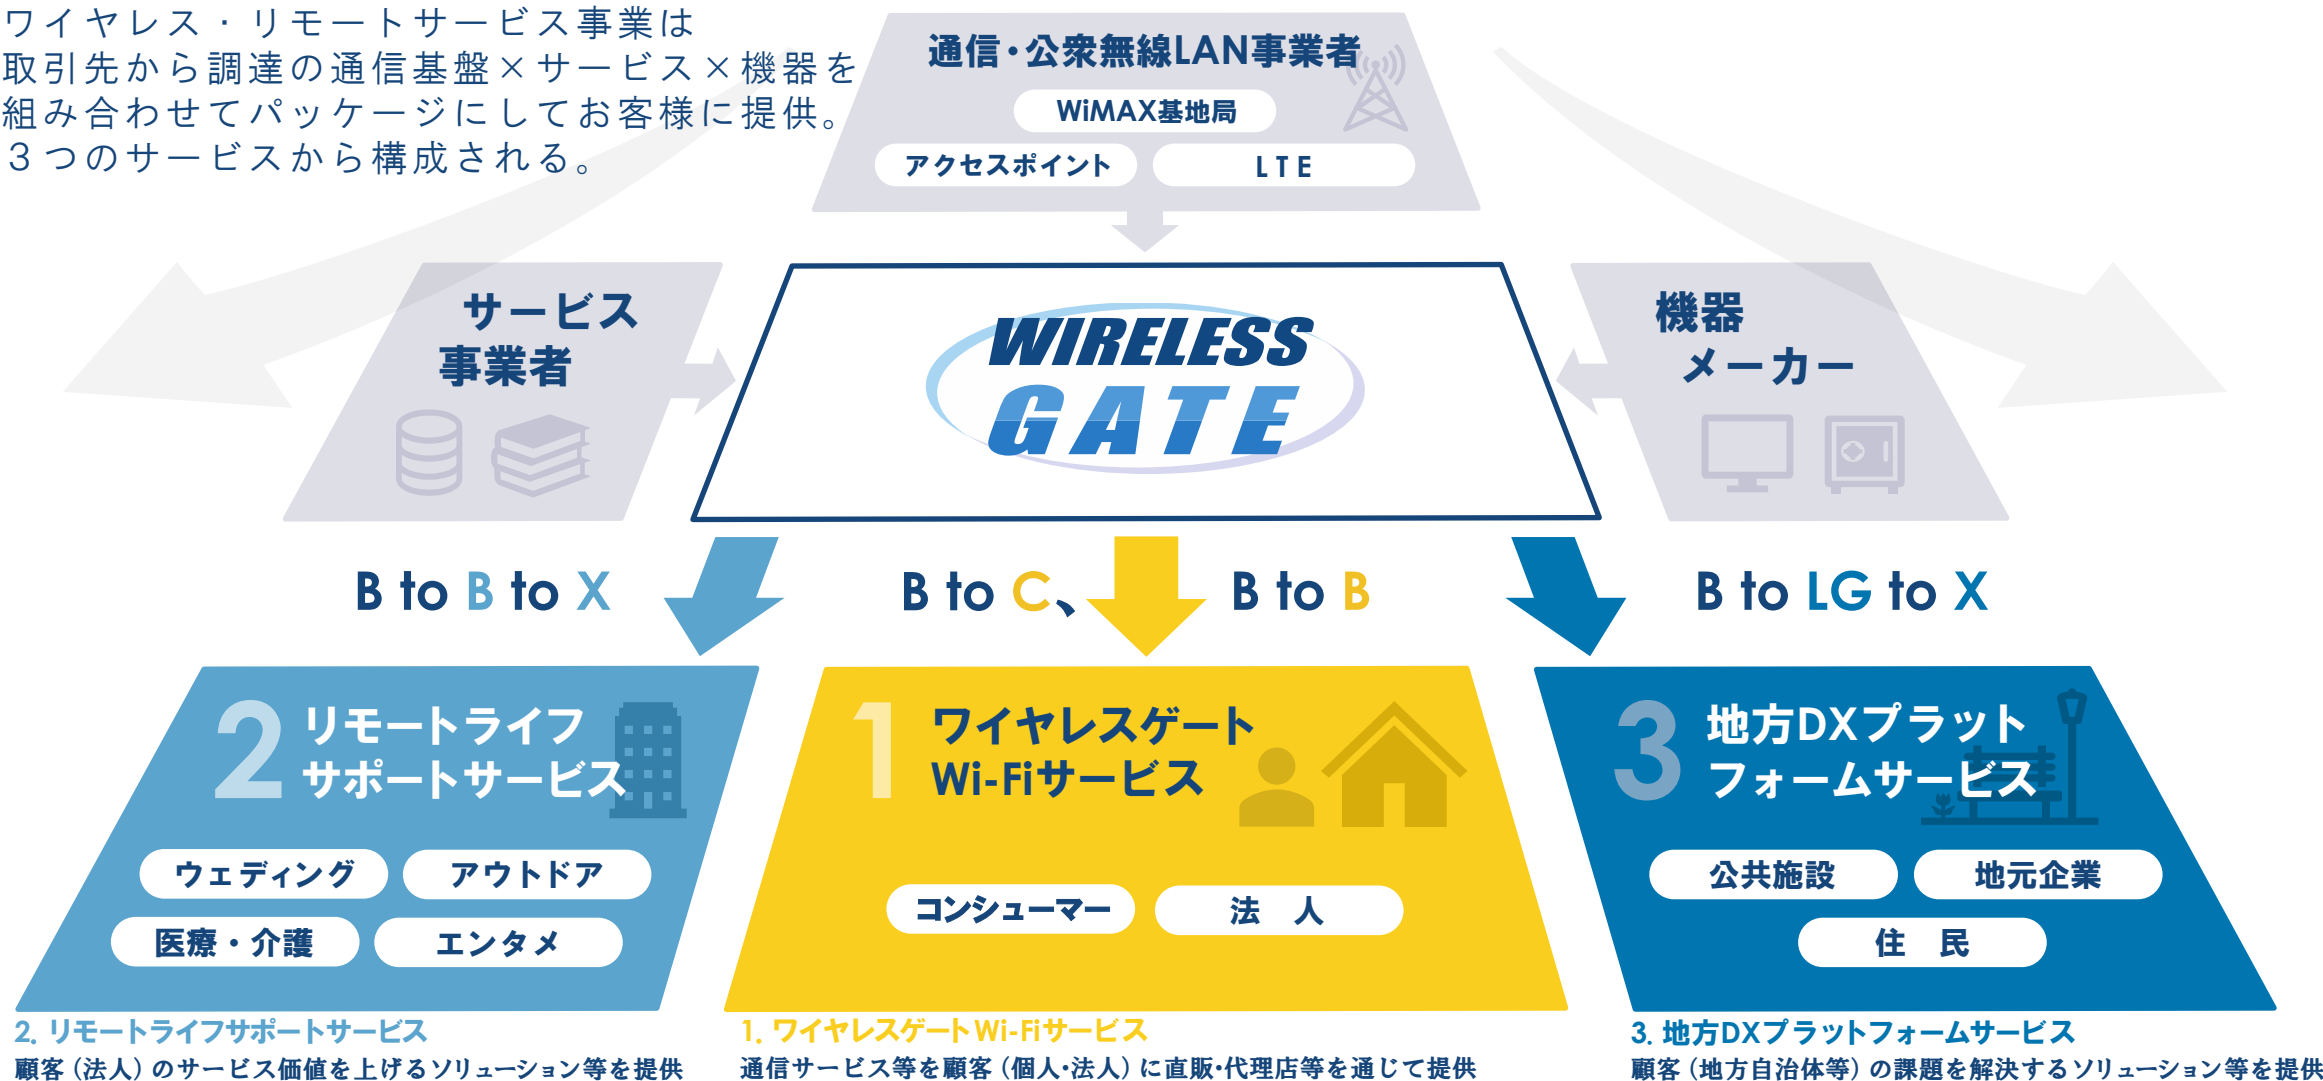 ワイヤレス・リモートサービス事業は
取引先から調達の通信基盤×サービス×機器を
組み合わせてパッケージにしてお客様に提供。
３つのサービスから構成される。
通信・公衆無線LAN事業者
WiMAX基地局
アクセスポイント
LTE
サービス
事業者
WIRELESS
GATE
機器
メーカー
B to B to X
B to C、
B to B
B to LG to X
2
リモートライフ
サポートサービス
ウェディング
アウトドア
医療・介護
エンタメ
1
ワイヤレスゲート
Wi-Fiサービス
コンシューマー
法　人
3
地方DXプラット
フォームサービス
公共施設
地元企業
住　民
2. リモートライフサポートサービス
顧客（法人）のサービス価値を上げるソリューション等を提供
1. ワイヤレスゲートWi-Fiサービス
通信サービス等を顧客（個人・法人）に直販・代理店等を通じて提供
3. 地方DXプラットフォームサービス
顧客（地方自治体等）の課題を解決するソリューション等を提供